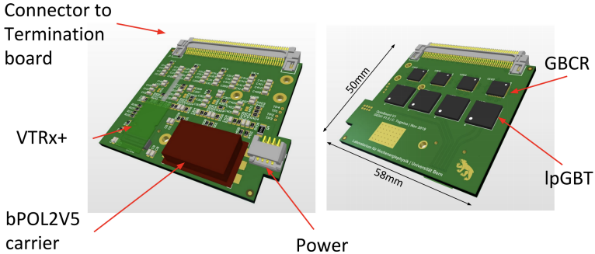 Connector to
Termination
board
GBCR
50mm
VTRx+
lpGBT
58mm
bPOL2V5
carrier
Power